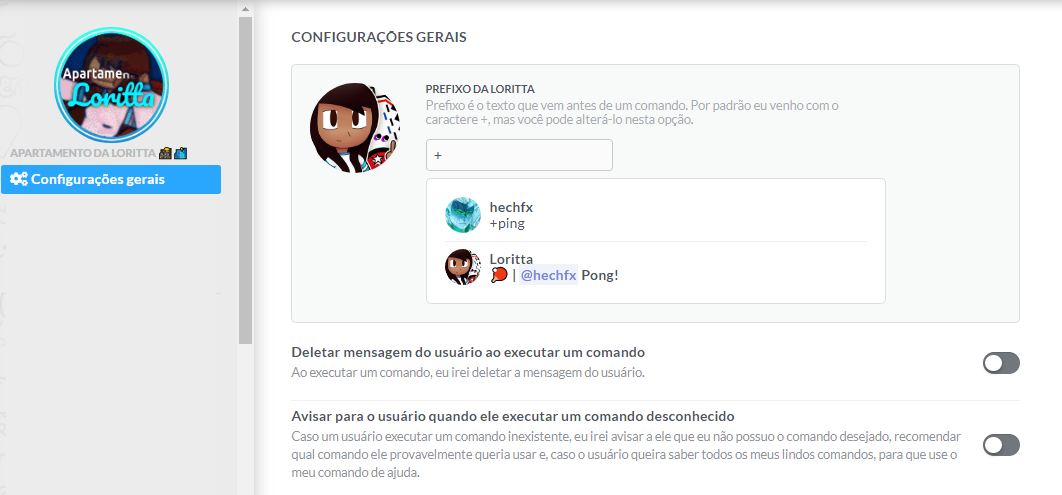 Apartamen
Loritta
APARTAMENTO DA LORITTA
Configurações gerais
CONFIGURAÇÕES GERAIS
PREFIXO DA LORITTA
Prefixo é o texto que vem antes de um comando. Por padrão eu venho com o
caractere +, mas você pode alterá-lo nesta opção.
+
hechfx
+ping
Loritta
| @hechfx Pong!
Deletar mensagem do usuário ao executar um comando
Ao executar um comando, eu irei deletar a mensagem do usuário.
Avisar para o usuário quando ele executar um comando desconhecido
Caso um usuário executar um comando inexistente, eu irei avisar a ele que eu não possuo o comando desejado, recomendar
qual comando ele provavelmente queria usar e, caso o usuário queira saber todos os meus lindos comandos, para que use o
meu comando de ajuda.